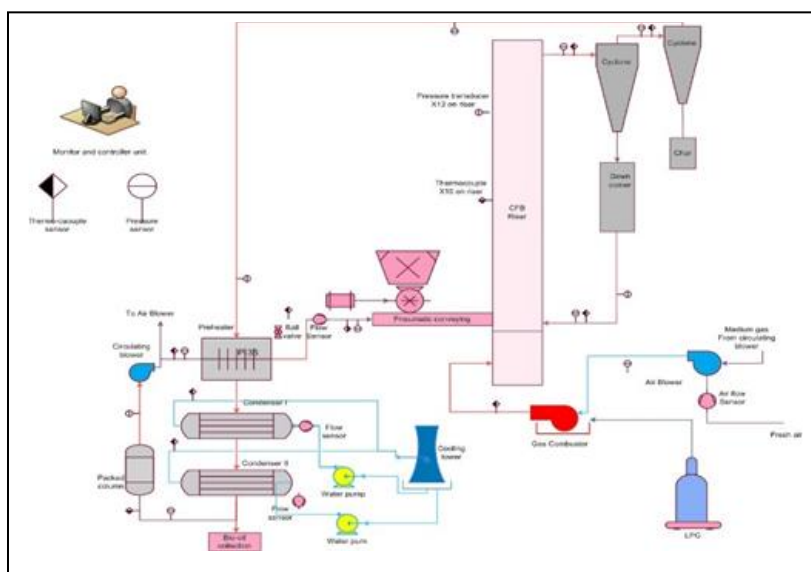 Cyclone
Cyclone
Pressure transducer
X13 on riser
Monitor and controller unit.
Char
Down
comer
Thermocouple
X10 on riser
CFB
Riser
Thermo-cacouple
sensor
Pressure
sensor
To Air Blower
Preheater
Ball
valve
Flow
Sensor
Pneumatic conveying
Circulating
blower
Medium gas
From circulating
blower
Air Blower
Air flow
Sensor
Condenser I
Flow
sensor
Cooling
tower
Gas Combustor
Fresh air
Condenser II
Packed
column
Water pump
Flow
sensor
Bio-oil
collection
Water pum
LPG